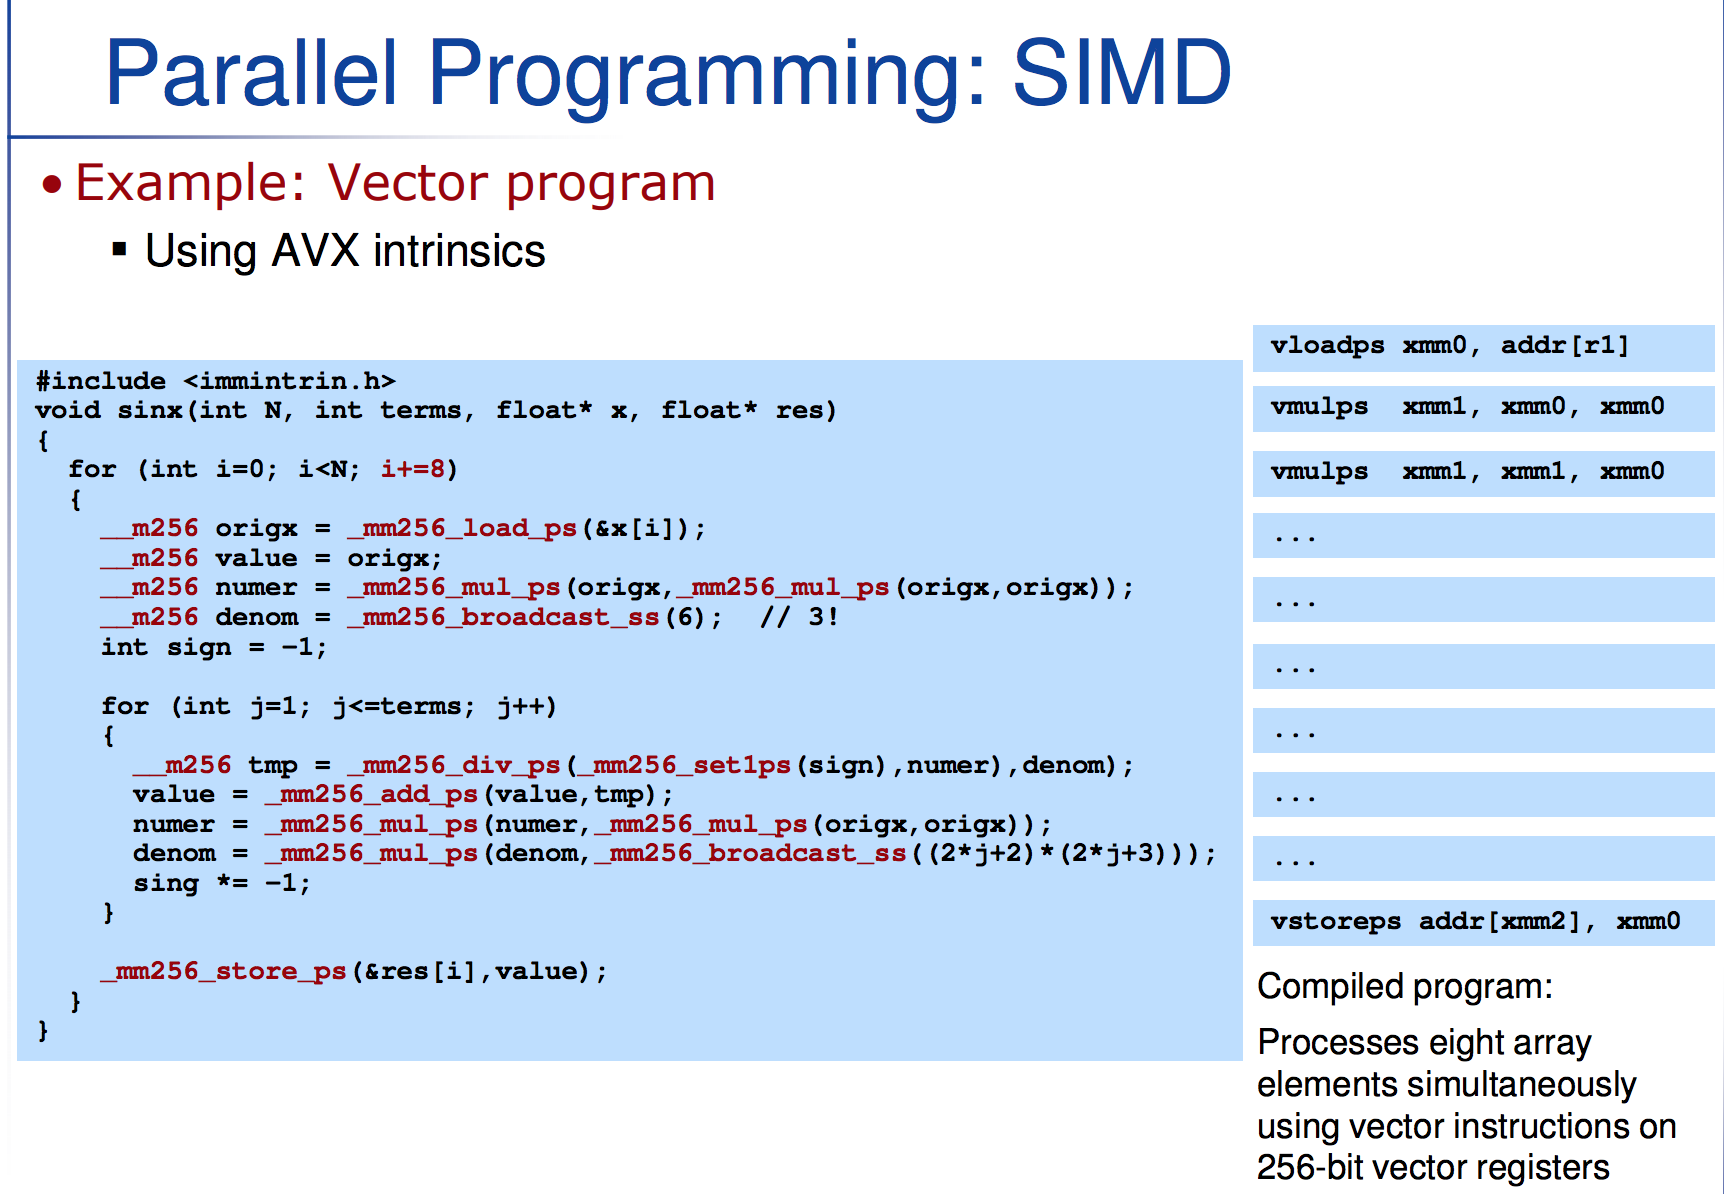 Parallel Programming: SIMD
• Example: Vector program
▪ Using AVX intrinsics
#include <immintrin.h>
void sinx(int N, int terms, float* x, float* res)
{
  for (int i=0; i<N; i+=8)
  {
    __m256 origx = _mm256_load_ps(&x[i]);
    __m256 value = origx;
    __m256 numer = _mm256_mul_ps(origx,_mm256_mul_ps(origx,origx));
    __m256 denom = _mm256_broadcast_ss(6);  // 3!
    int sign = -1;
    for (int j=1; j<=terms; j++)
    {
      __m256 tmp = _mm256_div_ps(_mm256_set1ps(sign),numer),denom);
      value = _mm256_add_ps(value,tmp);
      numer = _mm256_mul_ps(numer,_mm256_mul_ps(origx,origx));
      denom = _mm256_mul_ps(denom,_mm256_broadcast_ss((2*j+2)*(2*j+3)));
      sing *= -1;
    }
    _mm256_store_ps(&res[i],value);
  }
}
vloadps xmm0, addr[r1]
vmulps  xmm1, xmm0, xmm0
vmulps  xmm1, xmm1, xmm0
...
...
...
...
...
...
vstoreps addr[xmm2], xmm0
Compiled program:
Processes eight array
elements simultaneously
using vector instructions on
256-bit vector registers